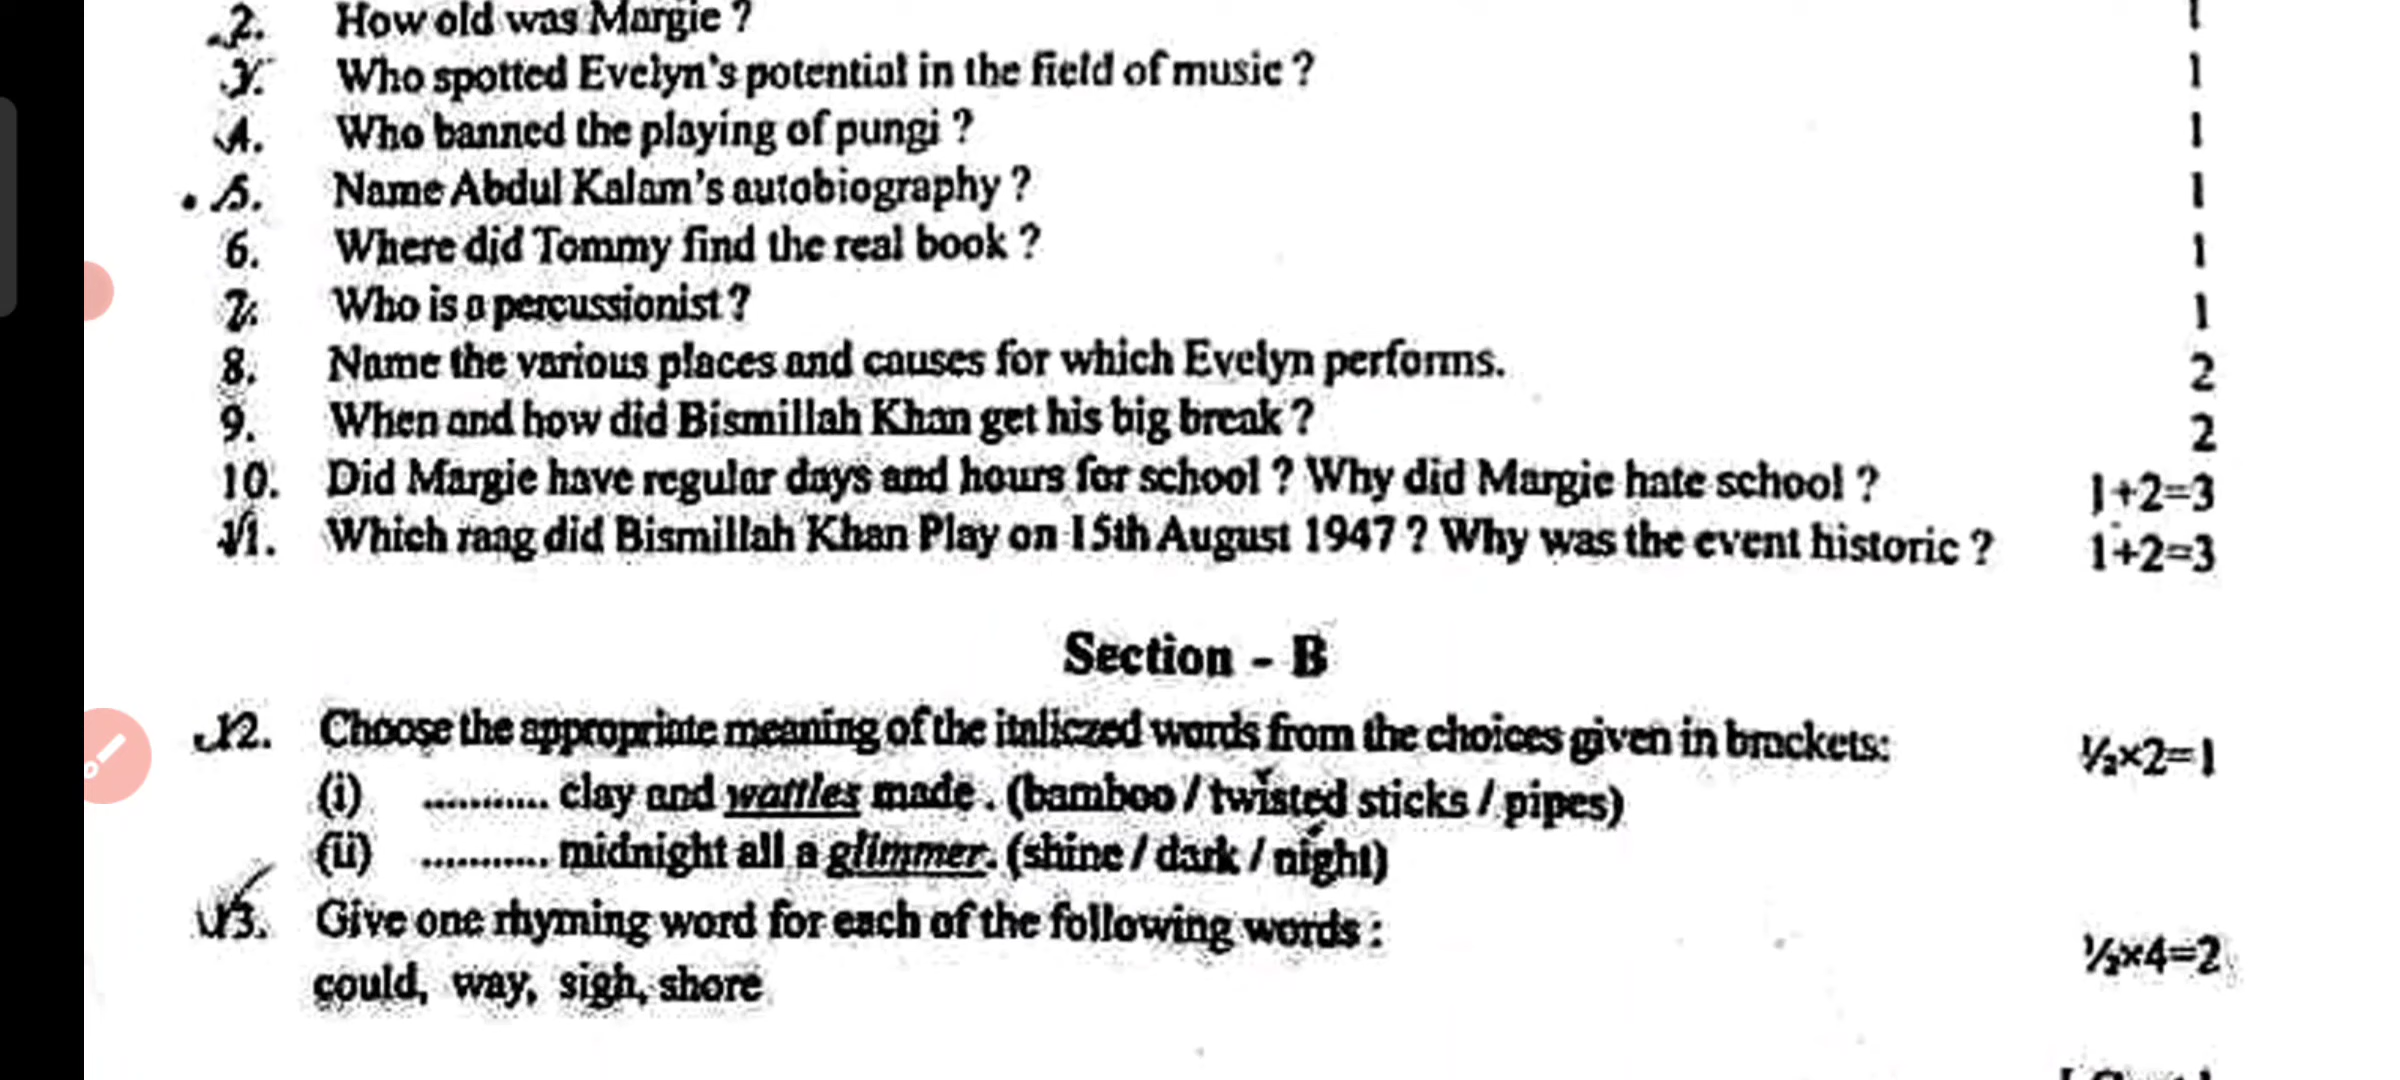 2. How old was Margie ? 1
3. Who spotted Evelyn's potential in the field of music ? 1
4. Who banned the playing of pungi ? 1
5. Name Abdul Kalam's autobiography ? 1
6. Where did Tommy find the real book ? 1
7. Who is a percussionist ? 1
8. Name the various places and causes for which Evelyn performs. 2
9. When and how did Bismillah Khan get his big break ? 2
10. Did Margie have regular days and hours for school ? Why did Margie hate school ? 1+2=3
11. Which raag did Bismillah Khan Play on 15th August 1947 ? Why was the event historic ? 1+2=3
Section - B
12. Choose the appropriate meaning of the italiczed words from the choices given in brackets: ½×2=1
(i) ........... clay and wattles made . (bamboo / twisted sticks / pipes)
(ii) ........... midnight all a glimmer. (shine / dark / night)
13. Give one rhyming word for each of the following words : ½×4=2
could, way, sigh, shore